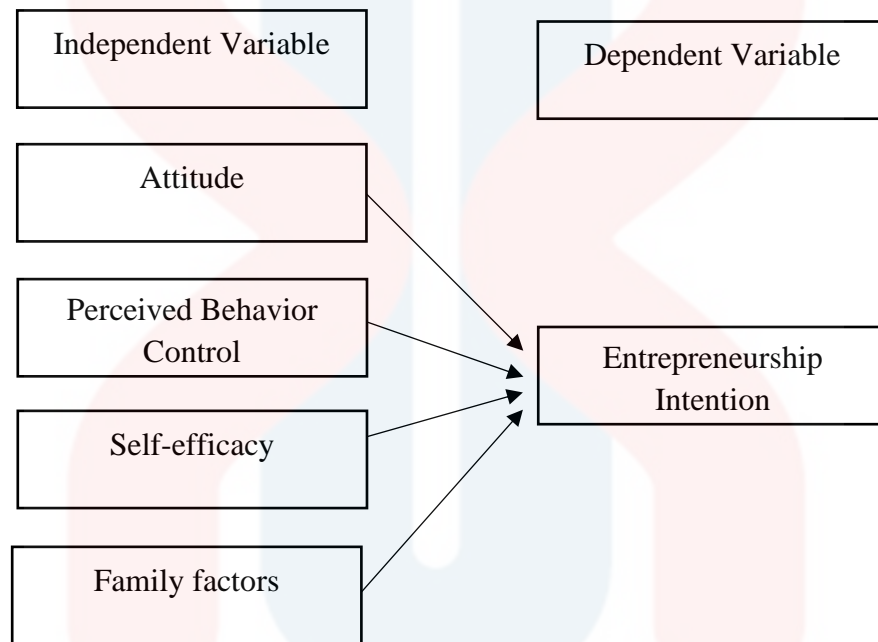 Independent Variable
Dependent Variable
Attitude
Perceived Behavior
Control
Self-efficacy
Family factors
Entrepreneurship
Intention